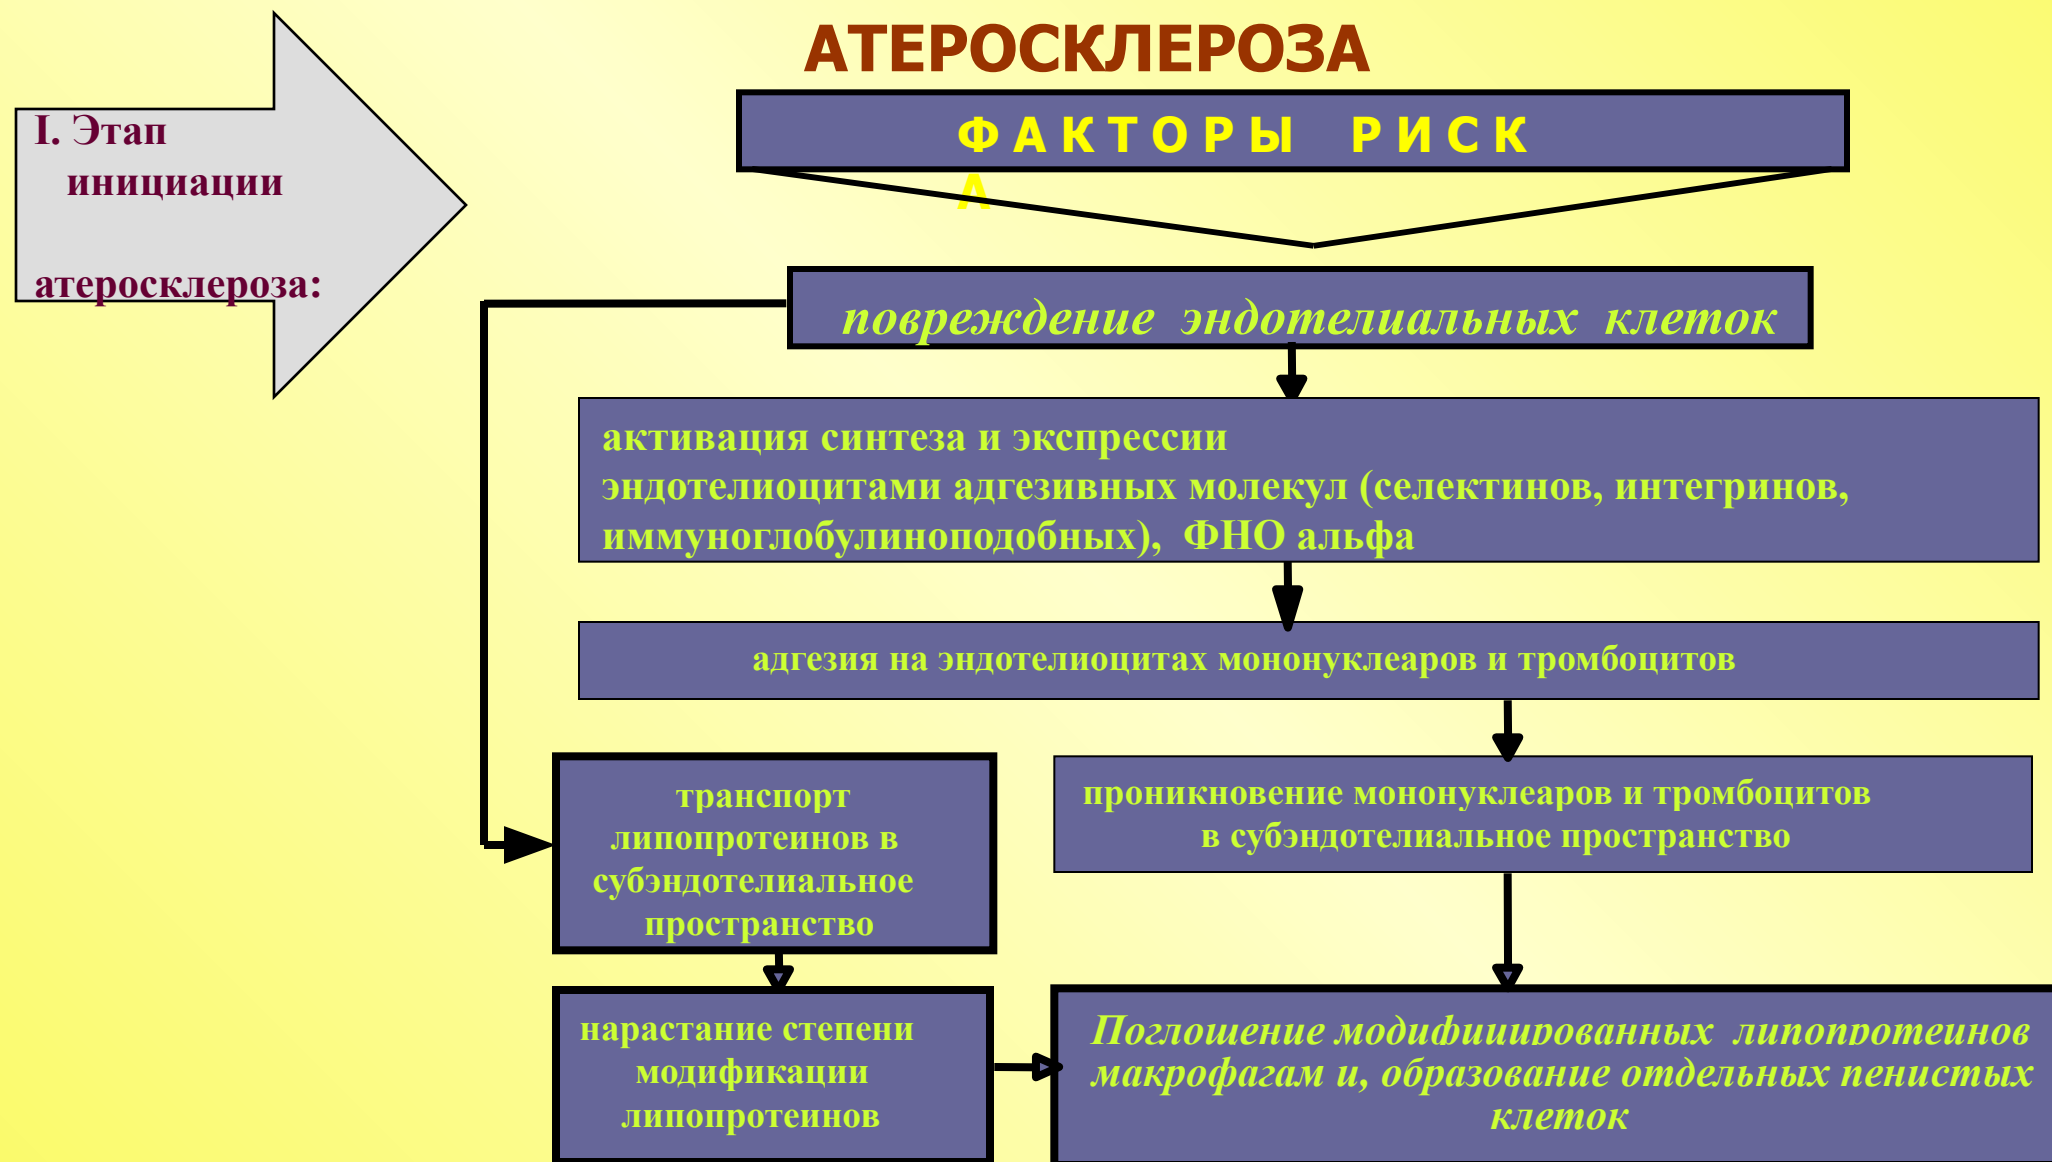 АТЕРОСКЛЕРОЗА
I. Этап
инициации
атеросклероза:
Ф А К Т О Р Ы Р И С К
А
повреждение эндотелиальных клеток
активация синтеза и экспрессии
эндотелиоцитами адгезивных молекул (селектинов, интегринов,
иммуноглобулиноподобных), ФНО альфа
адгезия на эндотелиоцитах мононуклеаров и тромбоцитов
транспорт
липопротеинов в
субэндотелиальное
пространство
проникновение мононуклеаров и тромбоцитов
в субэндотелиальное пространство
нарастание степени
модификации
липопротеинов
Поглощение модифицированных липопротеинов
макрофагам и, образование отдельных пенистых
клеток